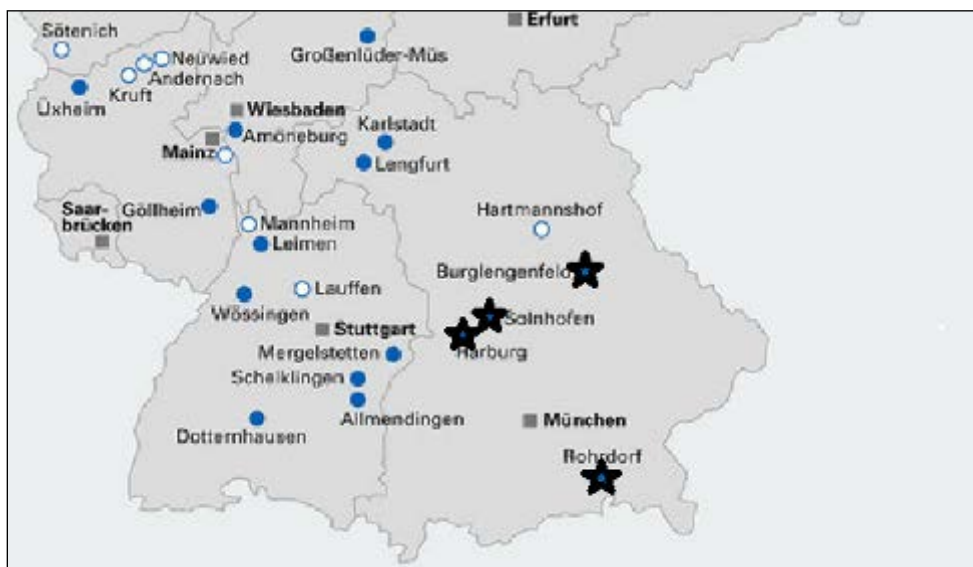 Erfurt
Sötenich
Großenlüder-Müs
Neuwied
Andernach
Kruft
Üxheim
Wiesbaden
Amöneburg
Karlstadt
Mainz
Lengfurt
Saar-
brücken
Göllheim
Mannheim
Hartmannshof
Leimen
Burglengenfeld
Lauffen
Wössingen
Solnhofen
Stuttgart
Harburg
Mergelstetten
Schelklingen
Allmendingen
München
Dotternhausen
Rohrdorf